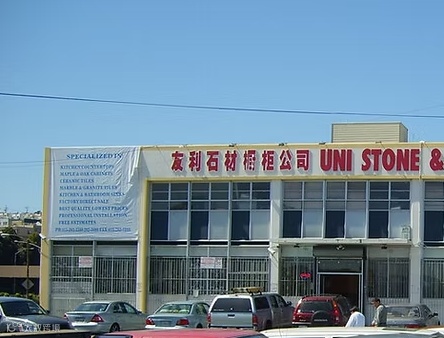 友利石材櫥柜公司 UNI STONE &
SPECIALIZED IN
KITCHEN COUNTERTOPS
MAPLE & OAK CABINETS
CERAMIC TILES
MARBLE & GRANITE TILES
KITCHEN & BATHROOM SINKS
FACTORY DIRECT SALE
BEST QUALITY, LOWEST PRICES
PROFESSIONAL INSTALLATION
FREE ESTIMATES